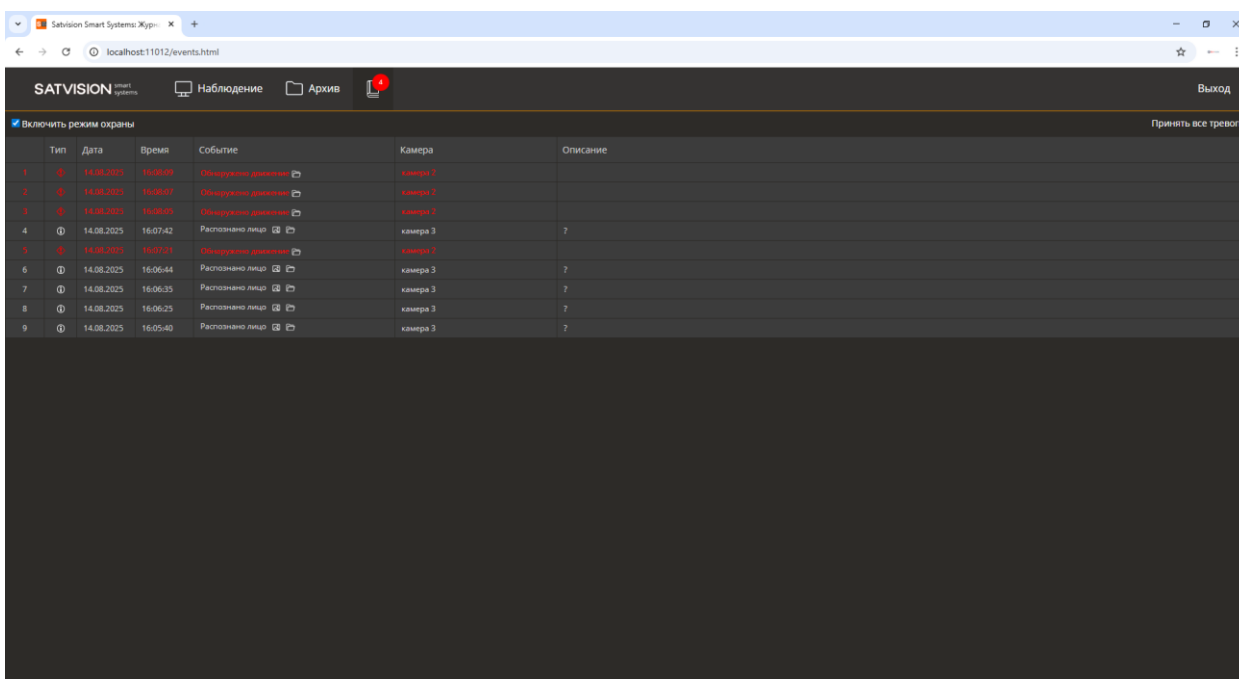 Satvision Smart Systems: Журн
localhost:11012/events.html
SATVISION smart systems Наблюдение Архив 4 Выход
Включить режим охраны Принять все тревог
Тип Дата Время Событие Камера Описание
1 14.08.2025 16:08:09 Обнаружено движение камера 2
2 14.08.2025 16:08:07 Обнаружено движение камера 2
3 14.08.2025 16:08:05 Обнаружено движение камера 2
4 14.08.2025 16:07:42 Распознано лицо камера 3 ?
5 14.08.2025 16:07:21 Обнаружено движение камера 2
6 14.08.2025 16:06:44 Распознано лицо камера 3 ?
7 14.08.2025 16:06:35 Распознано лицо камера 3 ?
8 14.08.2025 16:06:25 Распознано лицо камера 3 ?
9 14.08.2025 16:05:40 Распознано лицо камера 3 ?